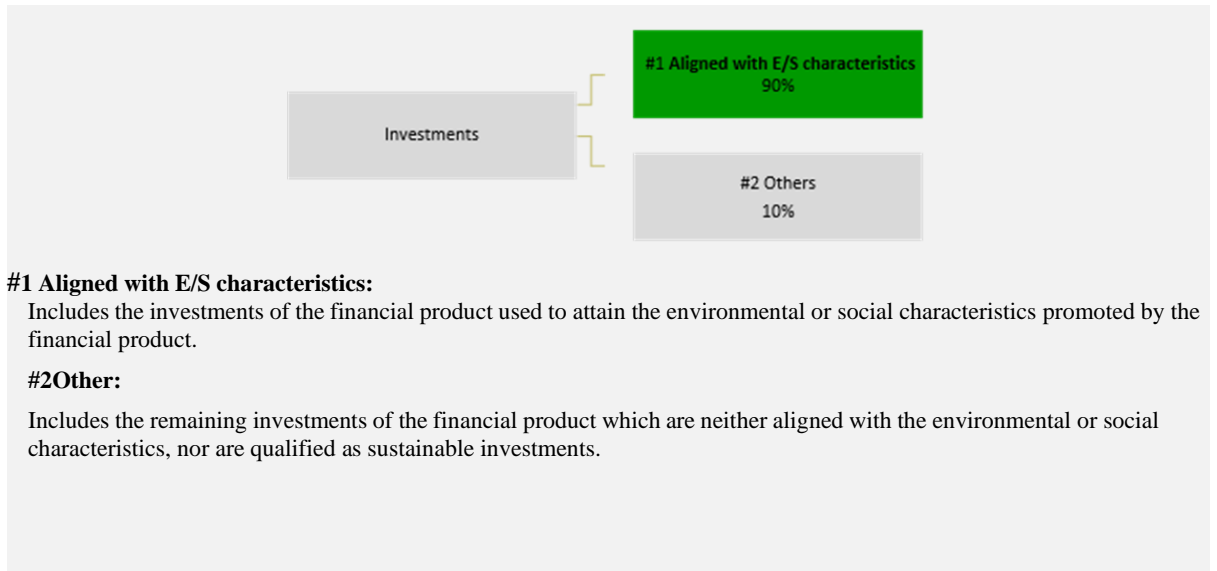 #1 Aligned with E/S characteristics
90%
Investments
#2 Others
10%
#1 Aligned with E/S characteristics:
Includes the investments of the financial product used to attain the environmental or social characteristics promoted by the
financial product.
#2Other:
Includes the remaining investments of the financial product which are neither aligned with the environmental or social
characteristics, nor are qualified as sustainable investments.